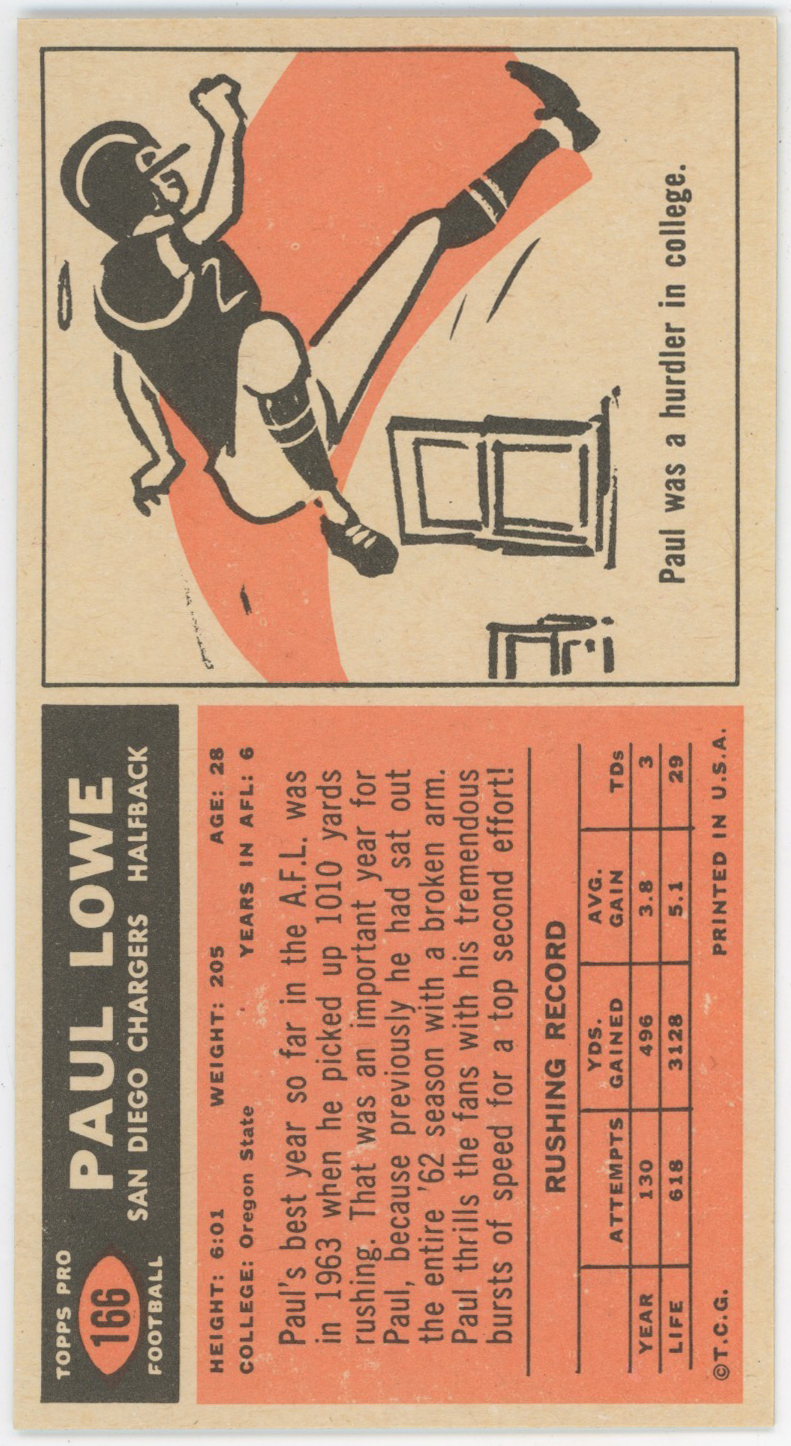 TOPPS PRO
166
FOOTBALL
PAUL LOWE
SAN DIEGO CHARGERS HALFBACK
HEIGHT: 6:01 WEIGHT: 205 AGE: 28
COLLEGE: Oregon State YEARS IN AFL: 6
Paul's best year so far in the A.F.L. was
in 1963 when he picked up 1010 yards
rushing. That was an important year for
Paul, because previously he had sat out
the entire '62 season with a broken arm.
Paul thrills the fans with his tremendous
bursts of speed for a top second effort!
RUSHING RECORD
ATTEMPTS YDS. GAINED AVG. GAIN TDs
YEAR 130 496 3.8 3
LIFE 618 3128 5.1 29
©T.C.G. PRINTED IN U.S.A.
Paul was a hurdler in college.